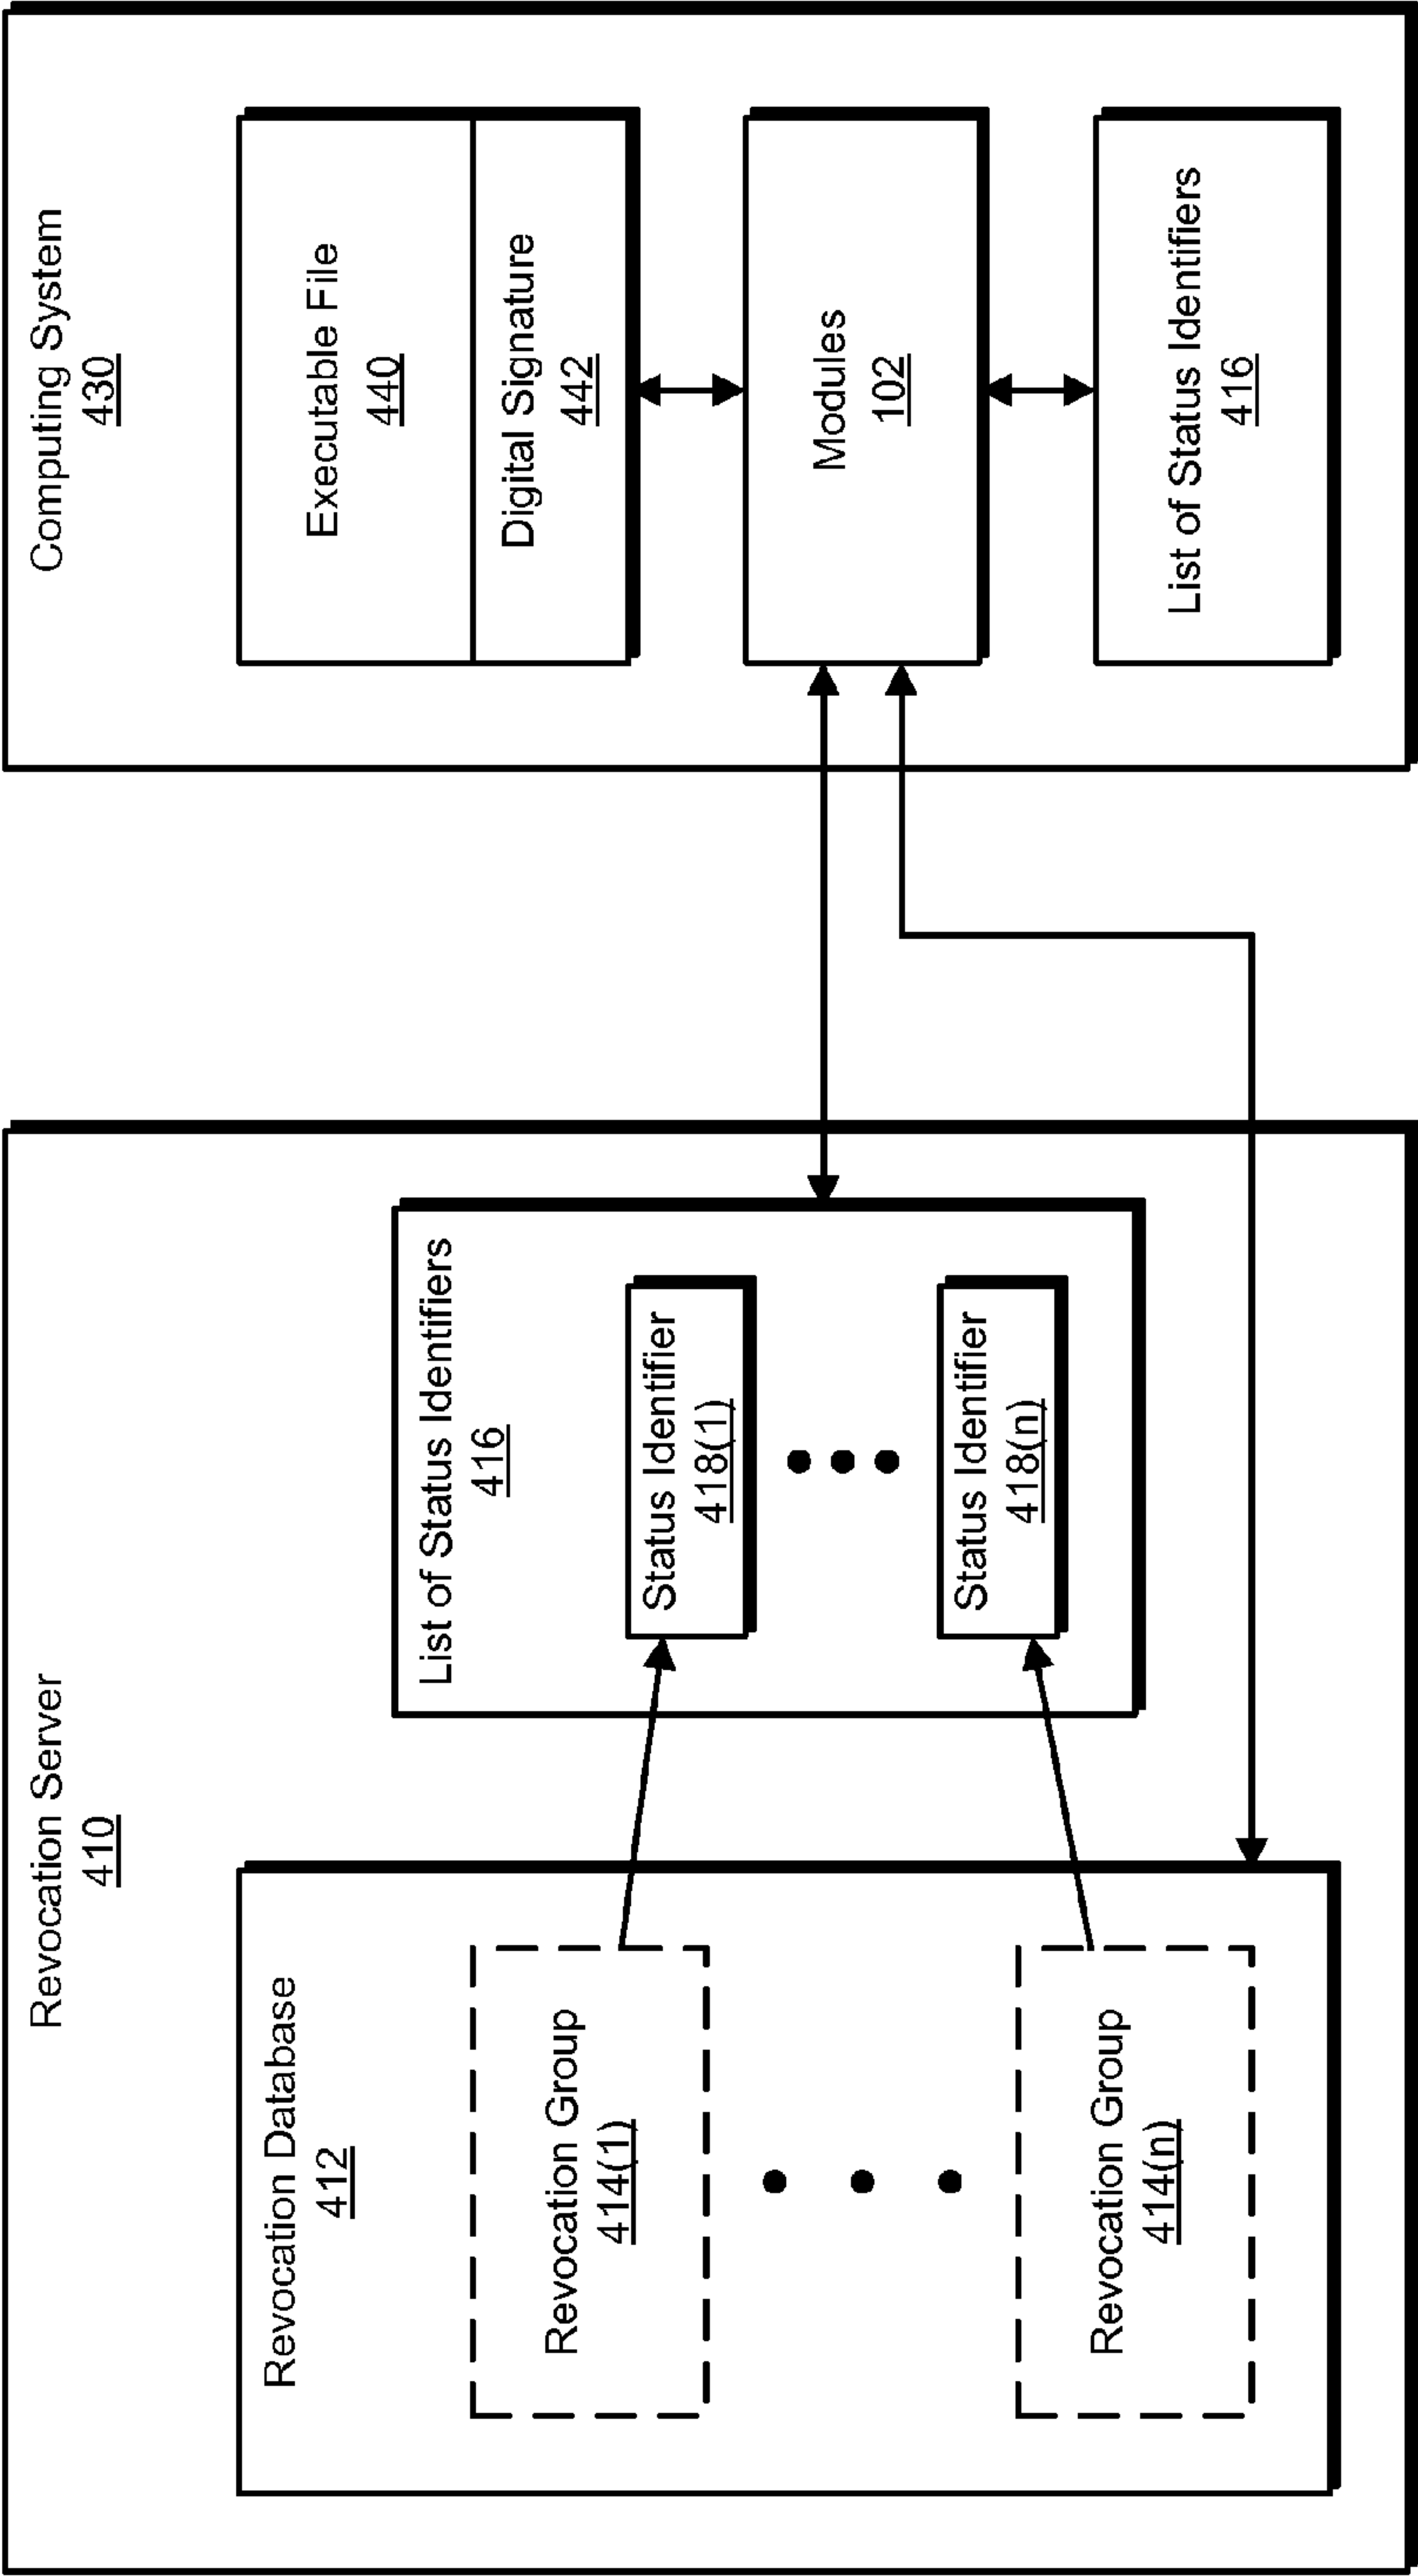 Revocation Server
410
Revocation Database
412
Revocation Group
414(1)
Revocation Group
414(n)
List of Status Identifiers
416
Status Identifier
418(1)
Status Identifier
418(n)
Computing System
430
Executable File
440
Digital Signature
442
Modules
102
List of Status Identifiers
416